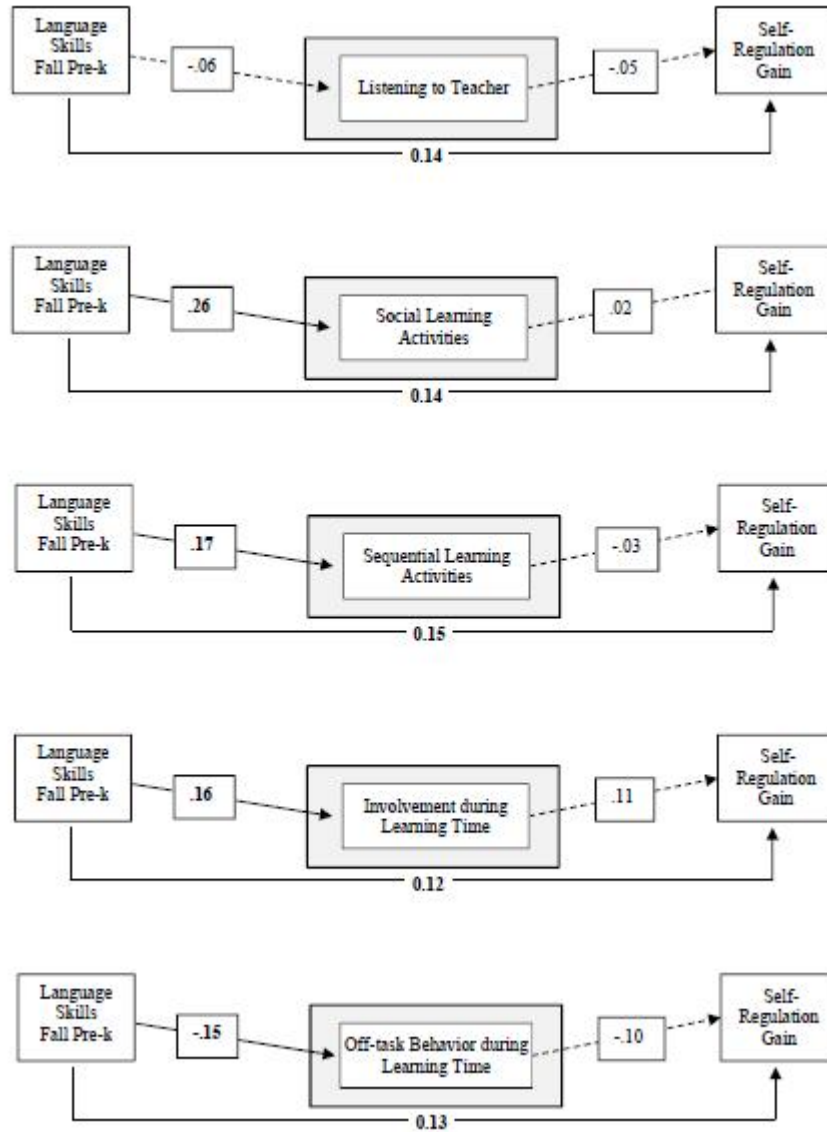 Language
Skills
Fall Pre-k
-.06
Listening to Teacher
-.05
Self-
Regulation
Gain
0.14
Language
Skills
Fall Pre-k
.26
Social Learning
Activities
.02
Self-
Regulation
Gain
0.14
Language
Skills
Fall Pre-k
.17
Sequential Learning
Activities
-.03
Self-
Regulation
Gain
0.15
Language
Skills
Fall Pre-k
.16
Involvement during
Learning Time
.11
Self-
Regulation
Gain
0.12
Language
Skills
Fall Pre-k
-.15
Off-task Behavior during
Learning Time
-.10
Self-
Regulation
Gain
0.13